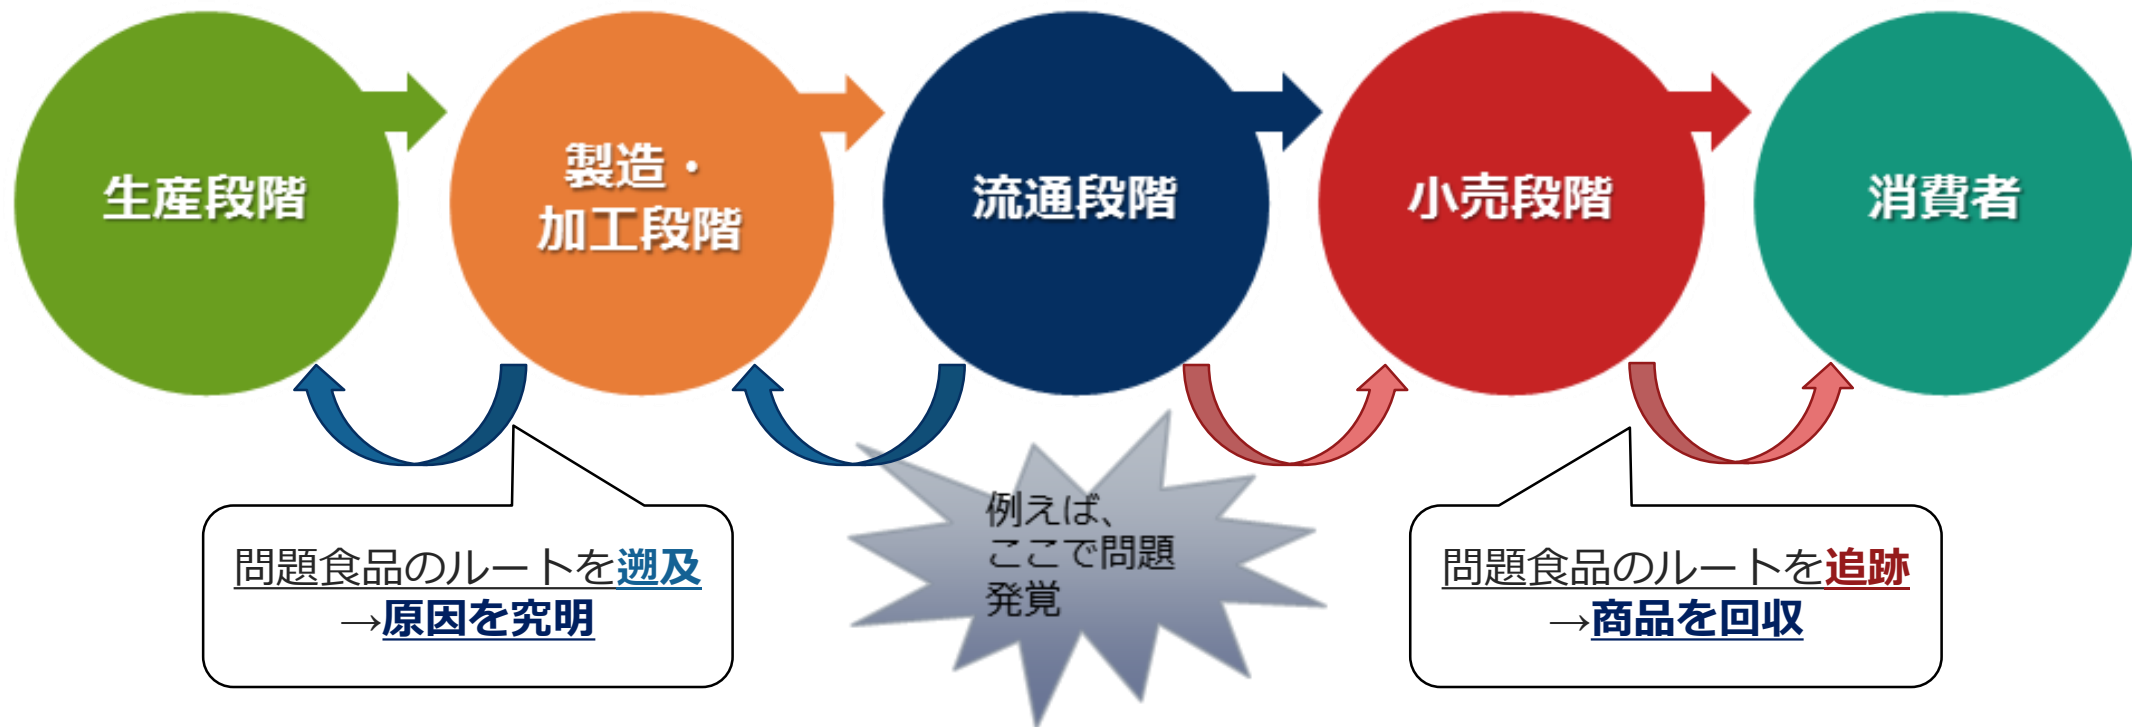 生産段階
製造・
加工段階
流通段階
小売段階
消費者
問題食品のルートを遡及
→原因を究明
例えば、
ここで問題
発覚
問題食品のルートを追跡
→商品を回収